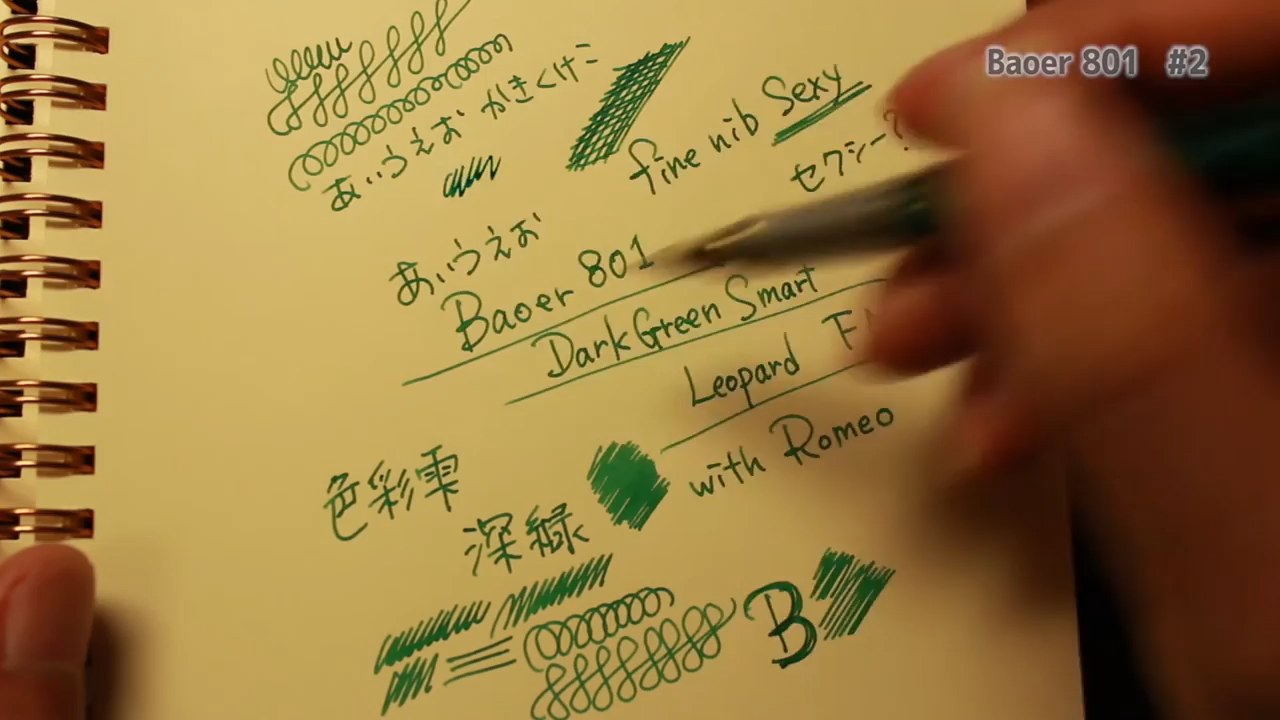 Baoer 801 #2
あいうえお かきくけこ
fine nib Sexy
セクシー?
あいうえお
Baoer 801
Dark Green Smart
Leopard
with Romeo
色彩雫
深緑
B